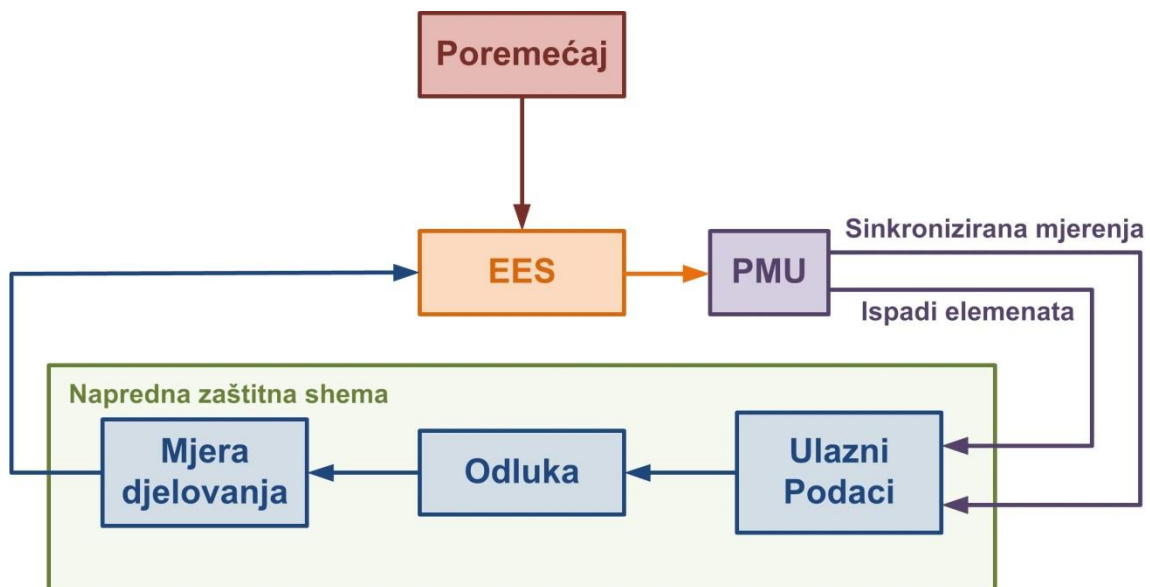 Poremećaj
Sinkronizirana mjerenja
EES
PMU
Ispadi elemenata
Napredna zaštitna shema
Mjera
djelovanja
Odluka
Ulazni
Podaci